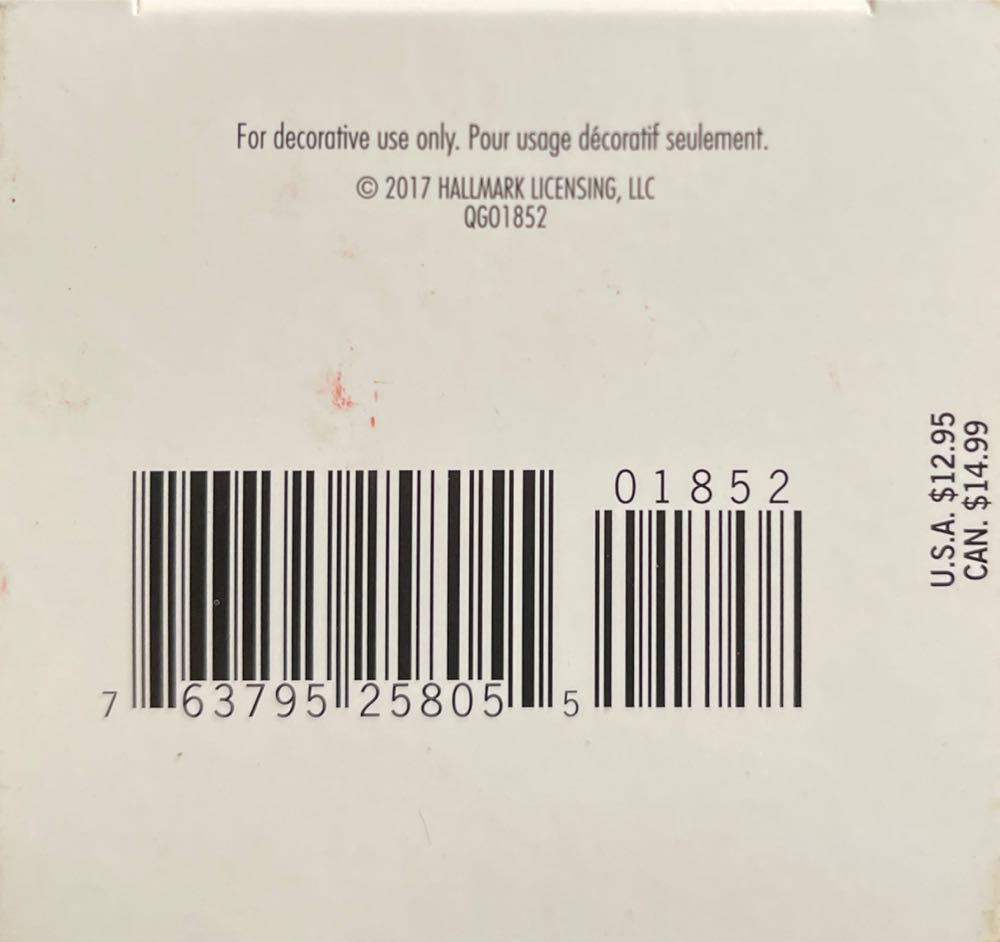 For decorative use only. Pour usage décoratif seulement.
© 2017 HALLMARK LICENSING, LLC
QGO1852
01852
7 63795 25805 5
U.S.A. $12.95
CAN. $14.99